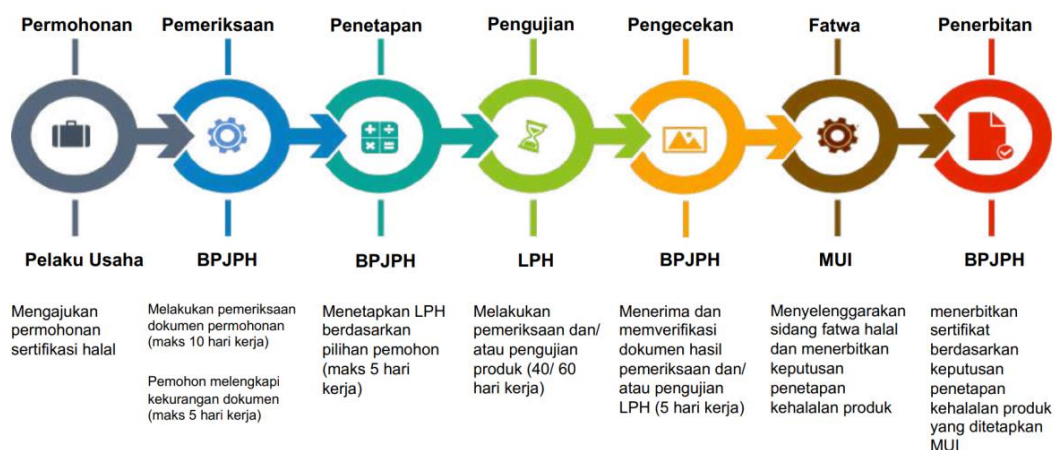 Permohonan
Pemeriksaan
Penetapan
Pengujian
Pengecekan
Fatwa
Penerbitan
Pelaku Usaha
BPJPH
BPJPH
LPH
BPJPH
MUI
BPJPH
Mengajukan
permohonan
sertifikasi halal
Melakukan pemeriksaan
dokumen permohonan
(maks 10 hari kerja)
Pemohon melengkapi
kekurangan dokumen
(maks 5 hari kerja)
Menetapkan LPH
berdasarkan
pilihan pemohon
(maks 5 hari
kerja)
Melakukan
pemeriksaan dan/
atau pengujian
produk (40/ 60
hari kerja)
Menerima dan
memverifikasi
dokumen hasil
pemeriksaan dan/
atau pengujian
LPH (5 hari kerja)
Menyelenggarakan
sidang fatwa halal
dan menerbitkan
keputusan
penetapan
kehalalan produk
menerbitkan
sertifikat
berdasarkan
keputusan
penetapan
kehalalan produk
yang ditetapkan
MUI